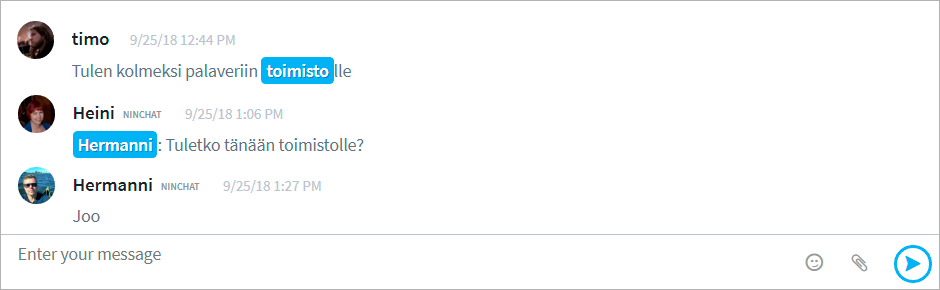 timo 9/25/18 12:44 PM
Tulen kolmeksi palaveriin toimistolle
Heini NINCHAT 9/25/18 1:06 PM
Hermanni: Tuletko tänään toimistolle?
Hermanni NINCHAT 9/25/18 1:27 PM
Joo
Enter your message